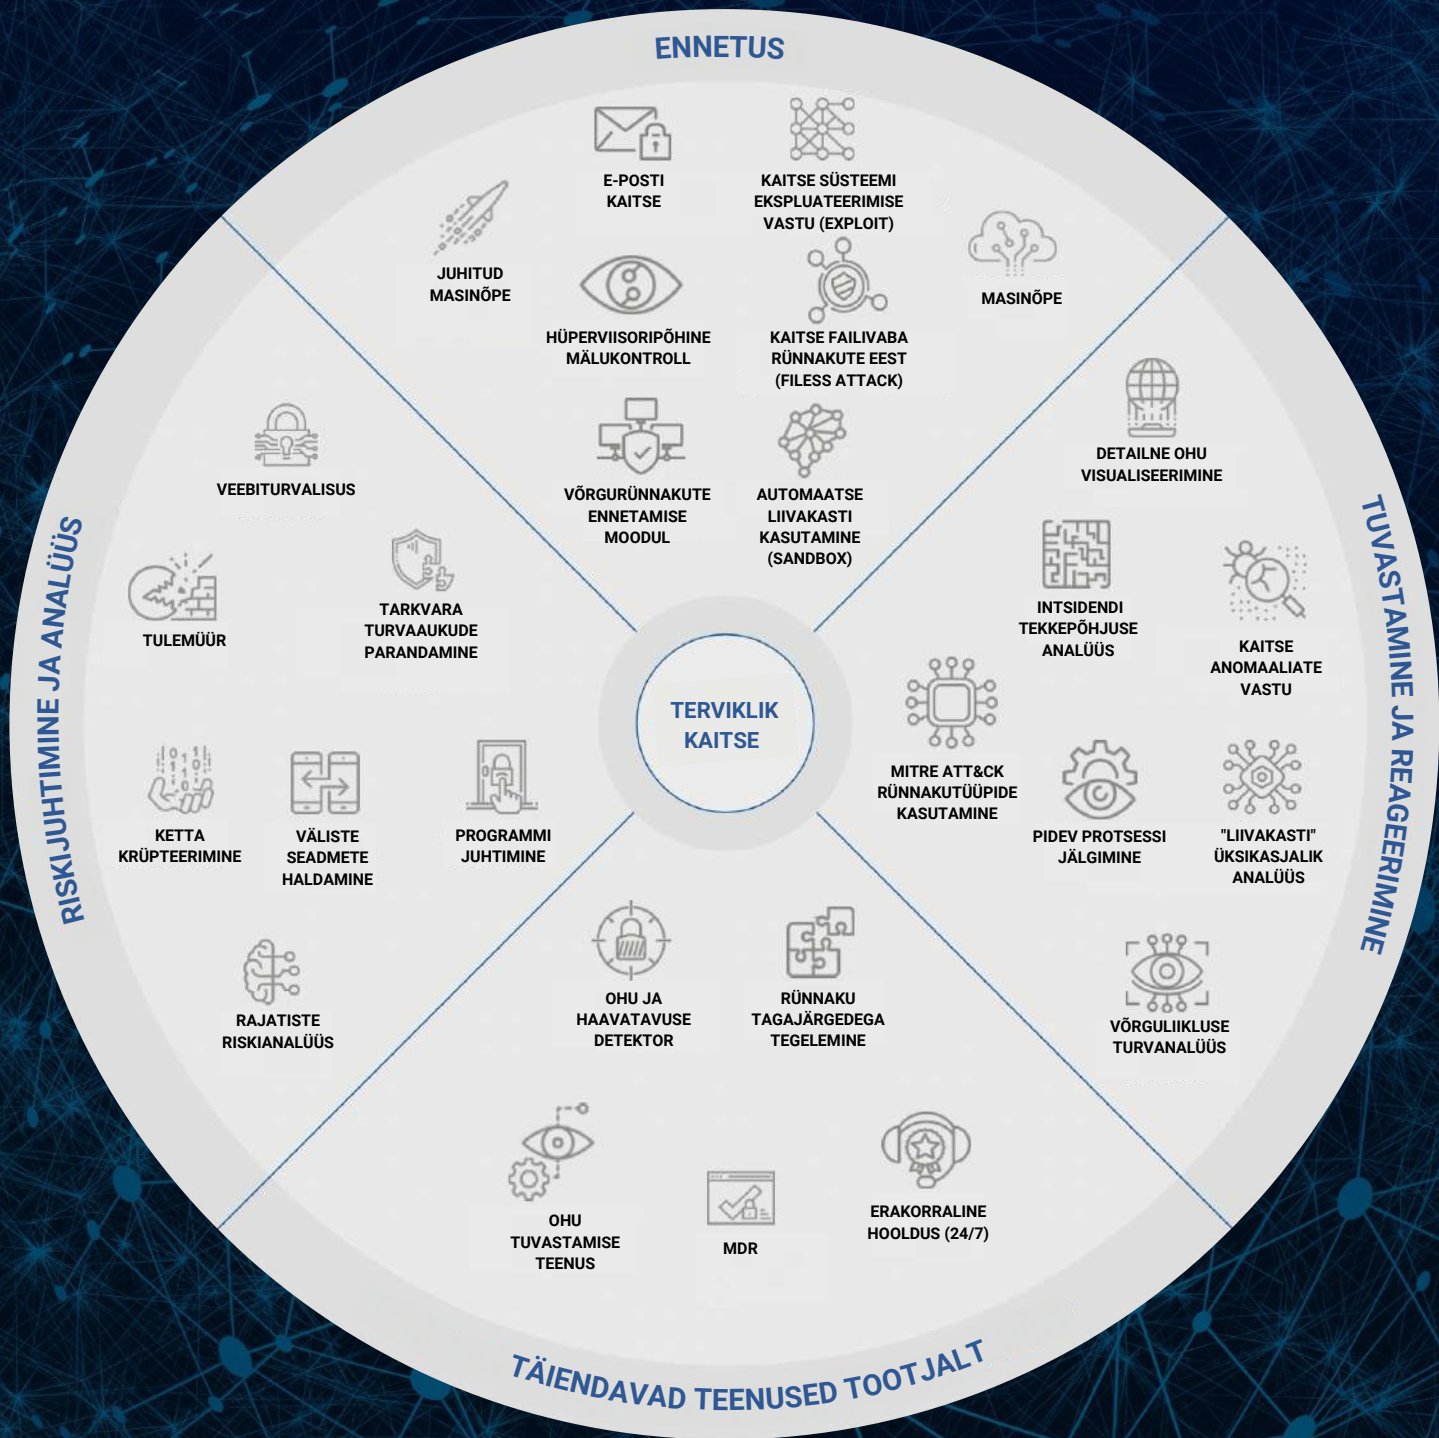 ENNETUS
E-POSTI
KAITSE
KAITSE SÜSTEEMI
EKSPLUATEERIMISE
VASTU (EXPLOIT)
JUHITUD
MASINÕPE
MASINÕPE
HÜPERVIISORIPÕHINE
MÄLUKONTROLL
KAITSE FAILIVABA
RÜNNAKUTE EEST
(FILESS ATTACK)
VÕRGURÜNNAKUTE
ENNETAMISE
MOODUL
AUTOMAATSE
LIIVAKASTI
KASUTAMINE
(SANDBOX)
TUVASTAMINE JA REAGEERIMINE
DETAILNE OHU
VISUALISEERIMINE
INTSIDENDI
TEKKEPÕHJUSE
ANALÜÜS
KAITSE
ANOMAALIATE
VASTU
MITRE ATT&CK
RÜNNAKUTÜÜPIDE
KASUTAMINE
PIDEV PROTSESSI
JÄLGIMINE
"LIIVAKASTI"
ÜKSIKASJALIK
ANALÜÜS
VÕRGULIIKLUSE
TURVANALÜÜS
TERVIKLIK
KAITSE
RISKIJUHTIMINE JA ANALÜÜS
VEEBITURVALISUS
TULEMÜÜR
TARKVARA
TURVAAUKUDE
PARANDAMINE
KETTA
KRÜPTEERIMINE
VÄLISTE
SEADMETE
HALDAMINE
PROGRAMMI
JUHTIMINE
RAJATISTE
RISKIANALÜÜS
OHU JA
HAAVATAVUSE
DETEKTOR
RÜNNAKU
TAGAJÄRGEDEGA
TEGELEMINE
OHU
TUVASTAMISE
TEENUS
MDR
ERAKORRALINE
HOOLDUS (24/7)
TÄIENDAVAD TEENUSED TOOTJALT